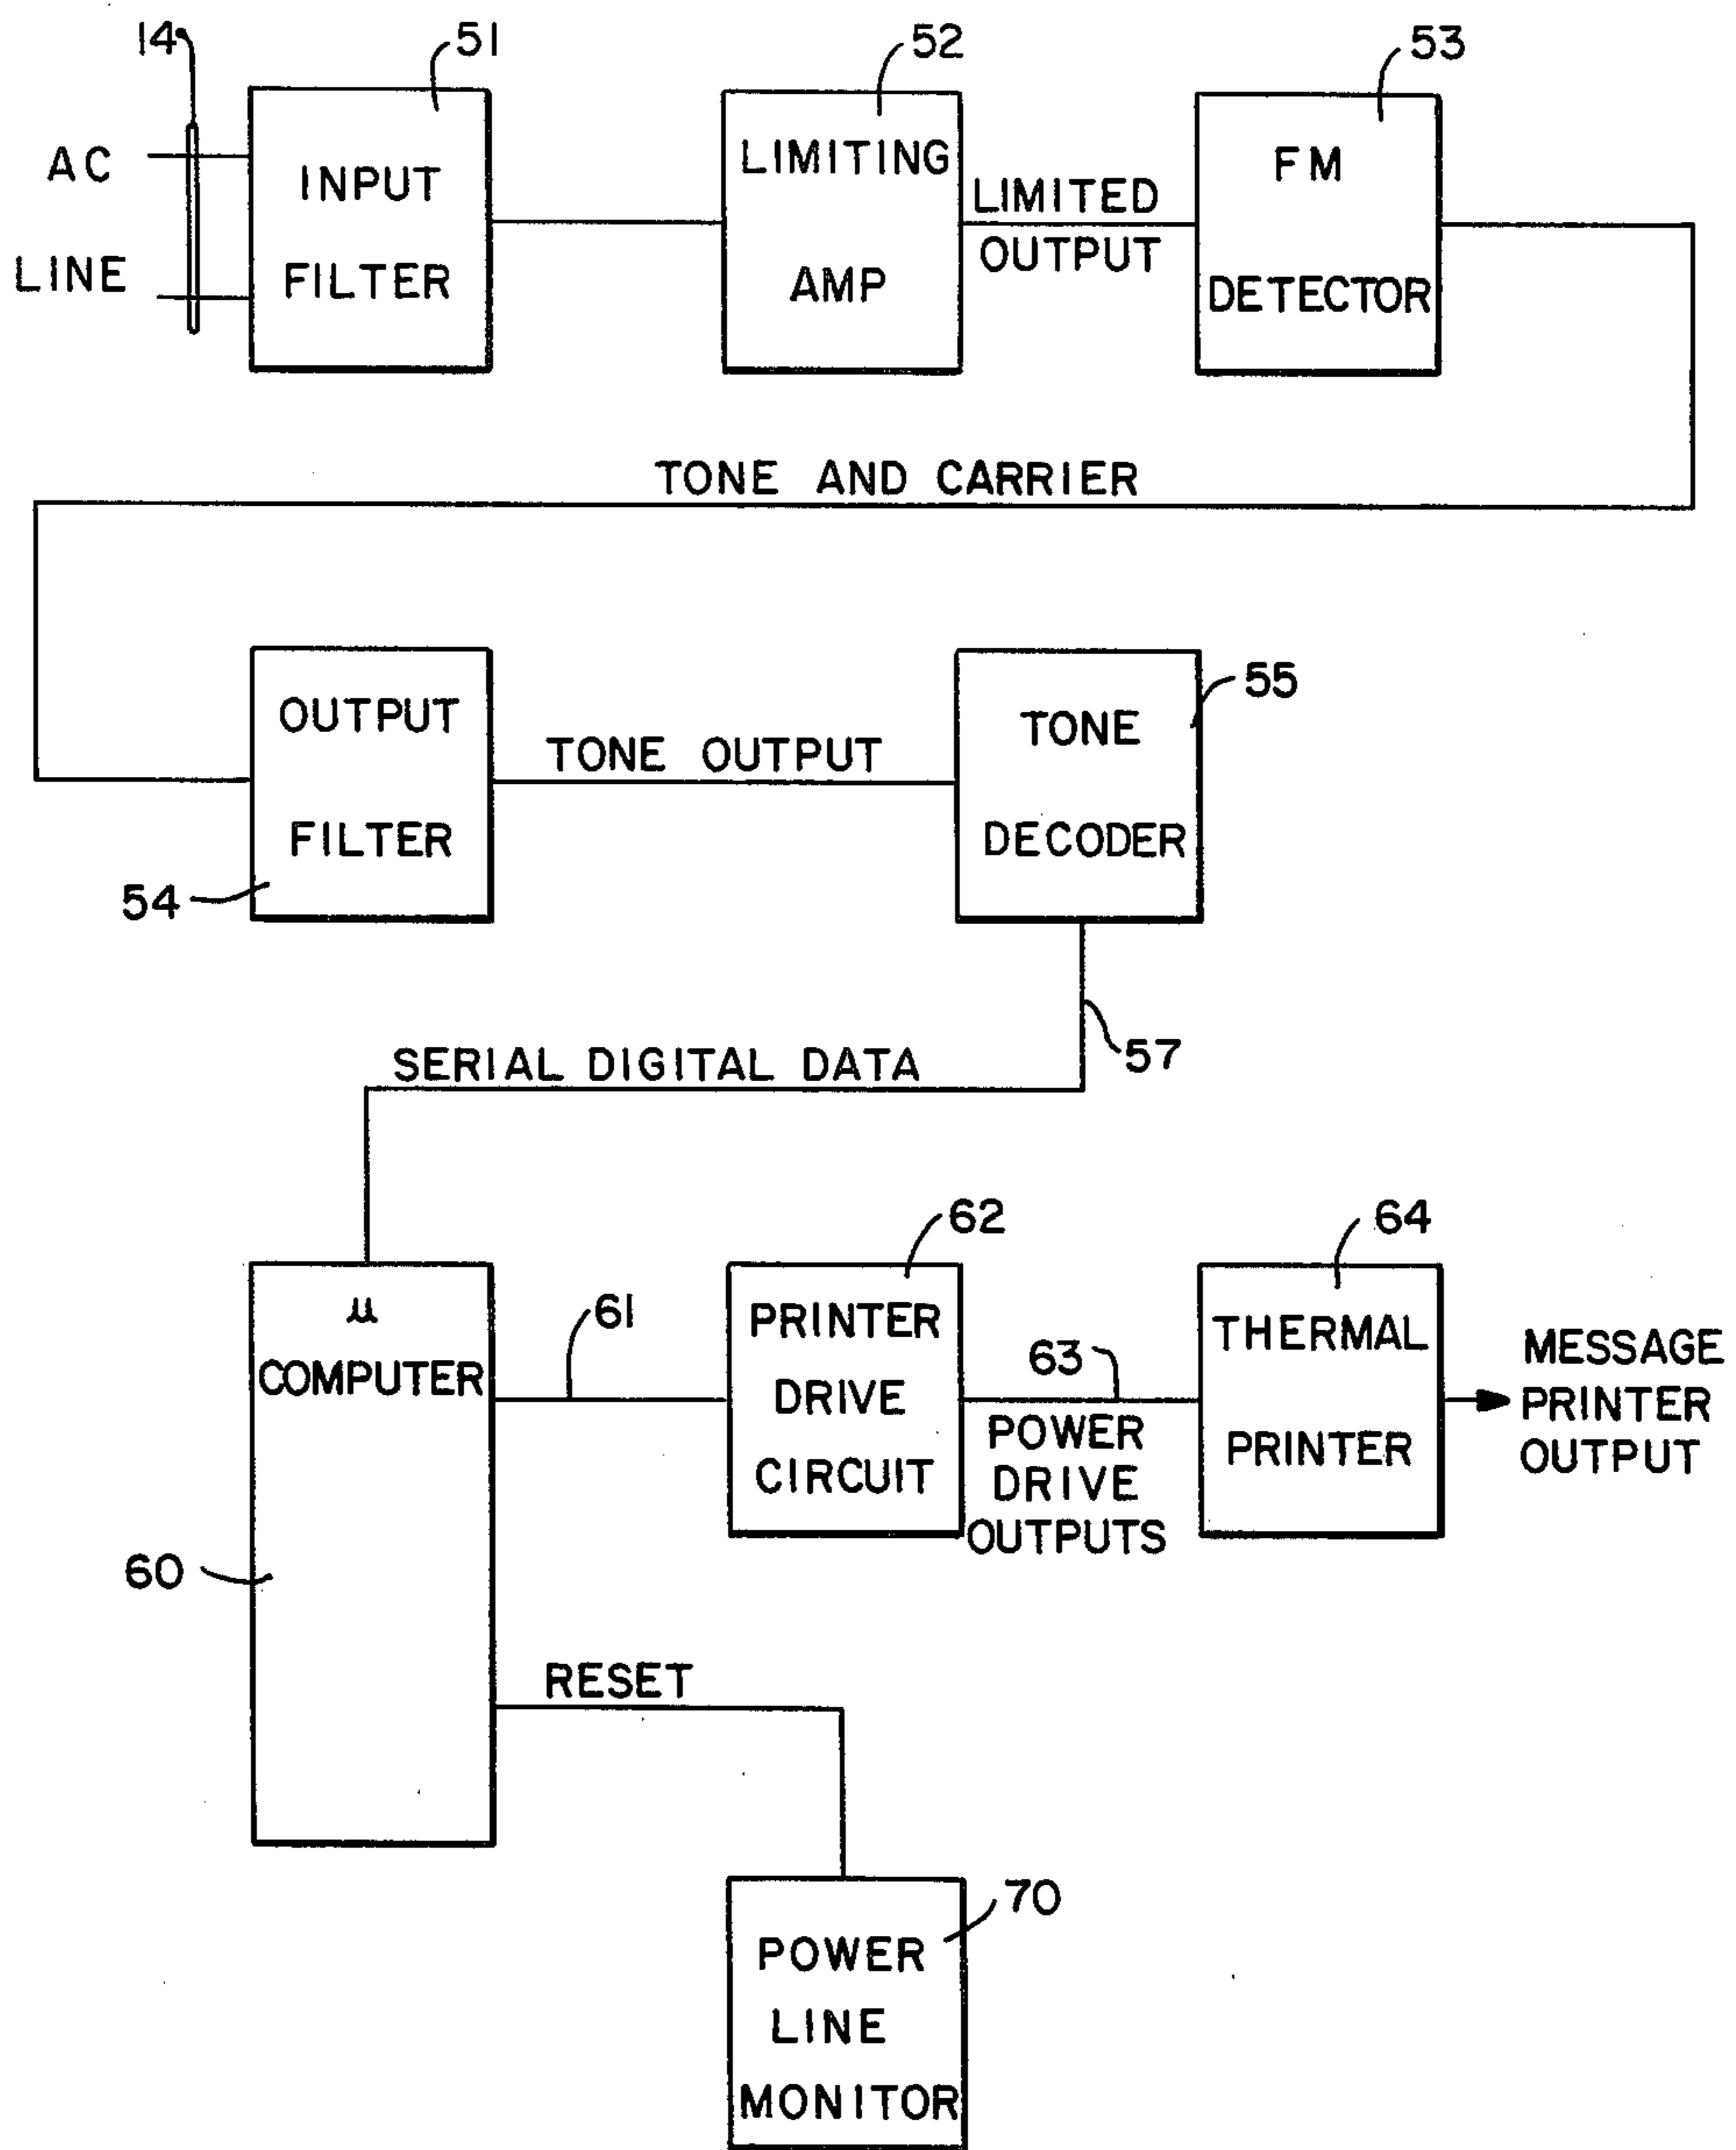 14
51
52
53
AC
LINE
INPUT
FILTER
LIMITING
AMP
LIMITED
OUTPUT
FM
DETECTOR
TONE AND CARRIER
OUTPUT
FILTER
54
TONE OUTPUT
TONE
DECODER
55
57
SERIAL DIGITAL DATA
μ
COMPUTER
60
61
62
PRINTER
DRIVE
CIRCUIT
63
POWER
DRIVE
OUTPUTS
64
THERMAL
PRINTER
MESSAGE
PRINTER
OUTPUT
RESET
70
POWER
LINE
MONITOR